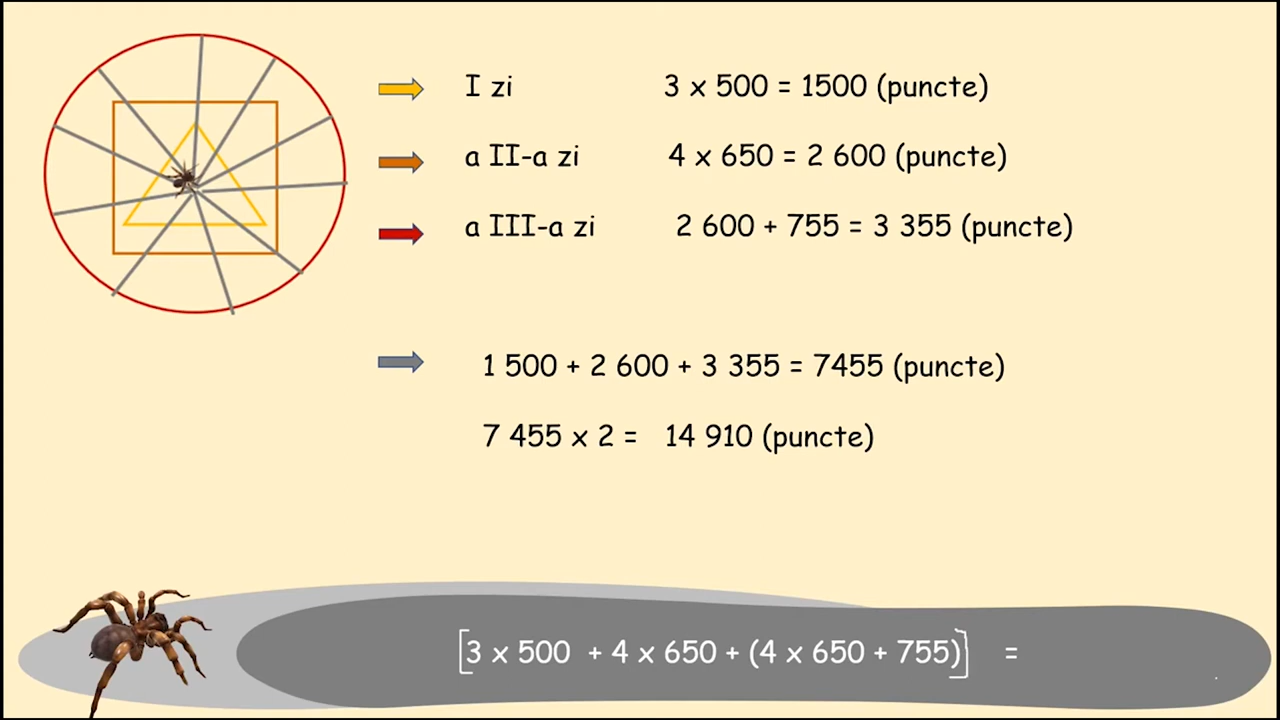 I zi 3 x 500 = 1500 (puncte)
a II-a zi 4 x 650 = 2 600 (puncte)
a III-a zi 2 600 + 755 = 3 355 (puncte)
1 500 + 2 600 + 3 355 = 7455 (puncte)
7 455 x 2 = 14 910 (puncte)
[3 x 500 + 4 x 650 + (4 x 650 + 755)] =